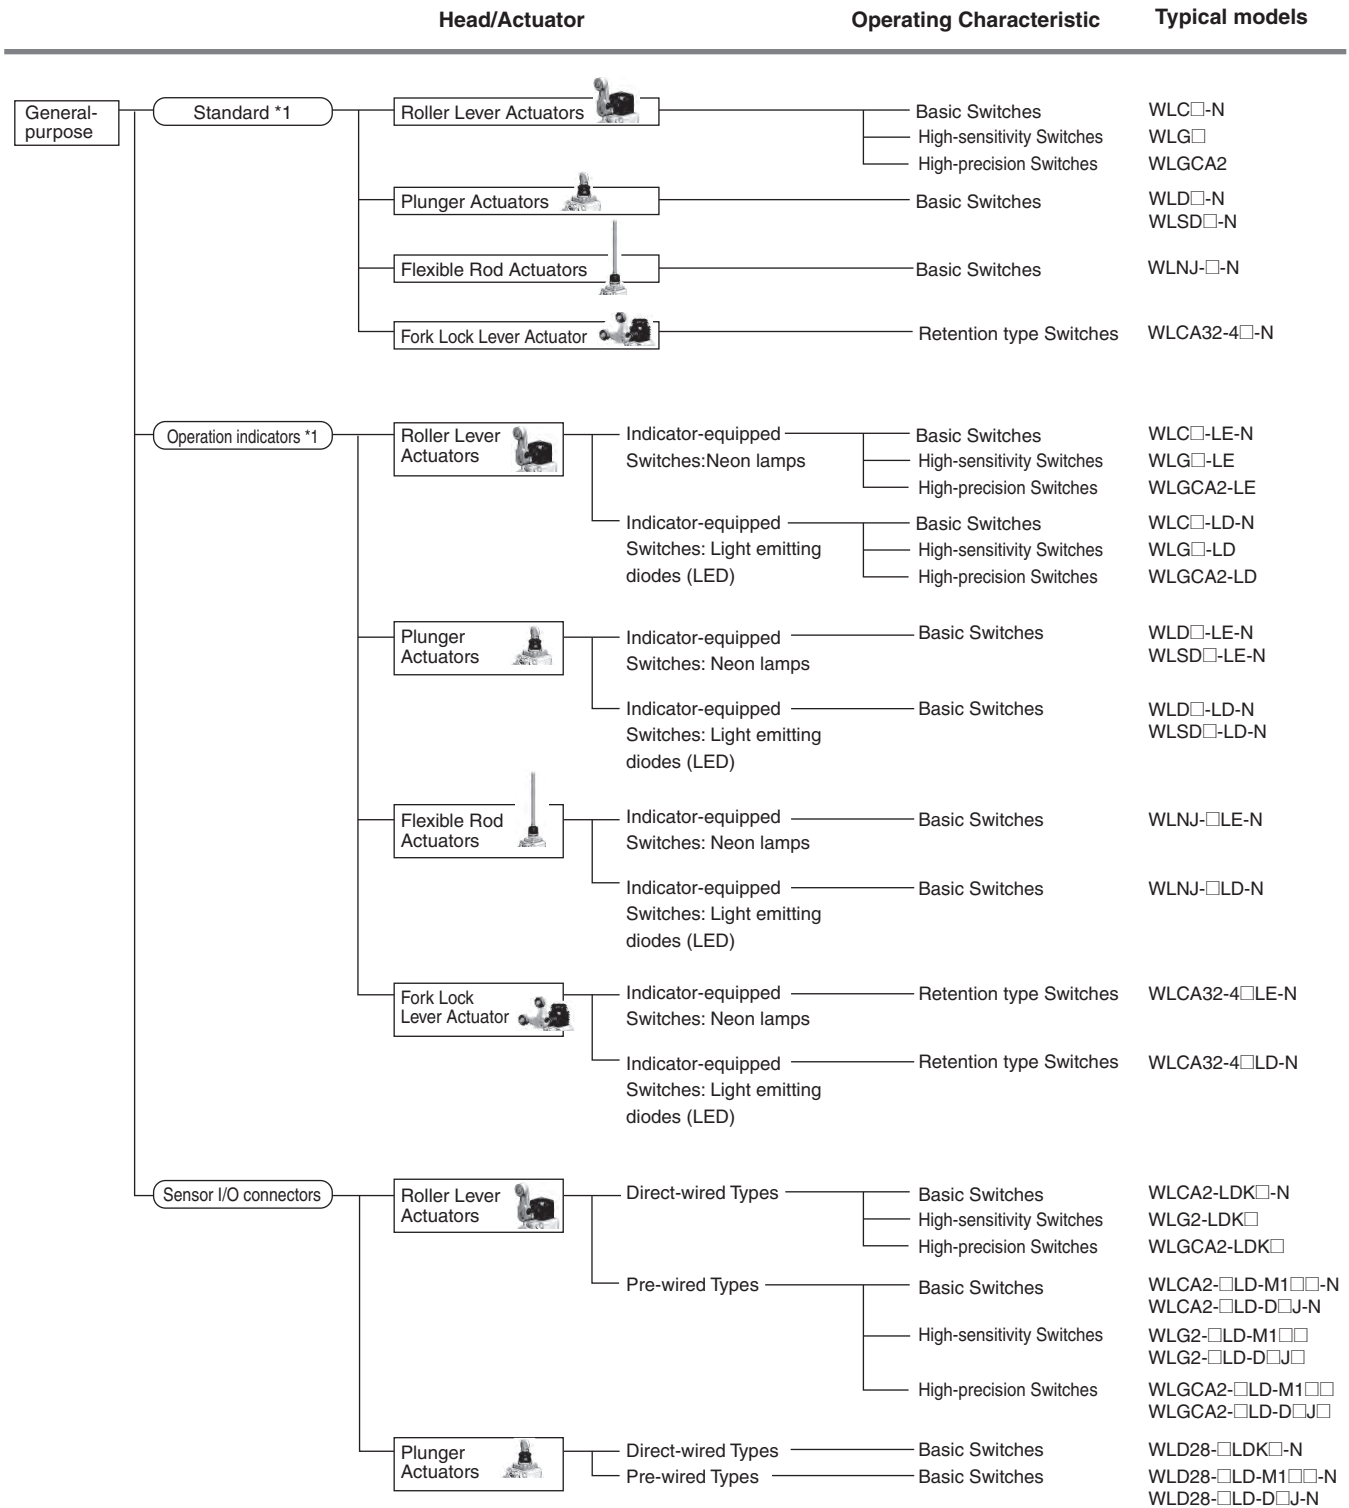 Head/Actuator Operating Characteristic Typical models
General-
purpose
Standard *1
Roller Lever Actuators
Basic Switches WLC□-N
High-sensitivity Switches WLG□
High-precision Switches WLGCA2
Plunger Actuators
Basic Switches WLD□-N
WLSD□-N
Flexible Rod Actuators
Basic Switches WLNJ-□-N
Fork Lock Lever Actuator
Retention type Switches WLCA32-4□-N
Operation indicators *1
Roller Lever
Actuators
Indicator-equipped
Switches:Neon lamps
Basic Switches WLC□-LE-N
High-sensitivity Switches WLG□-LE
High-precision Switches WLGCA2-LE
Indicator-equipped
Switches: Light emitting
diodes (LED)
Basic Switches WLC□-LD-N
High-sensitivity Switches WLG□-LD
High-precision Switches WLGCA2-LD
Plunger
Actuators
Indicator-equipped
Switches: Neon lamps
Basic Switches WLD□-LE-N
WLSD□-LE-N
Indicator-equipped
Switches: Light emitting
diodes (LED)
Basic Switches WLD□-LD-N
WLSD□-LD-N
Flexible Rod
Actuators
Indicator-equipped
Switches: Neon lamps
Basic Switches WLNJ-□LE-N
Indicator-equipped
Switches: Light emitting
diodes (LED)
Basic Switches WLNJ-□LD-N
Fork Lock
Lever Actuator
Indicator-equipped
Switches: Neon lamps
Retention type Switches WLCA32-4□LE-N
Indicator-equipped
Switches: Light emitting
diodes (LED)
Retention type Switches WLCA32-4□LD-N
Sensor I/O connectors
Roller Lever
Actuators
Direct-wired Types
Basic Switches WLCA2-LDK□-N
High-sensitivity Switches WLG2-LDK□
High-precision Switches WLGCA2-LDK□
Pre-wired Types
Basic Switches WLCA2-□LD-M1□□-N
WLCA2-□LD-D□J-N
High-sensitivity Switches WLG2-□LD-M1□□
WLG2-□LD-D□J□
High-precision Switches WLGCA2-□LD-M1□□
WLGCA2-□LD-D□J□
Plunger
Actuators
Direct-wired Types Basic Switches WLD28-□LDK□-N
Pre-wired Types Basic Switches WLD28-□LD-M1□□-N
WLD28-□LD-D□J-N